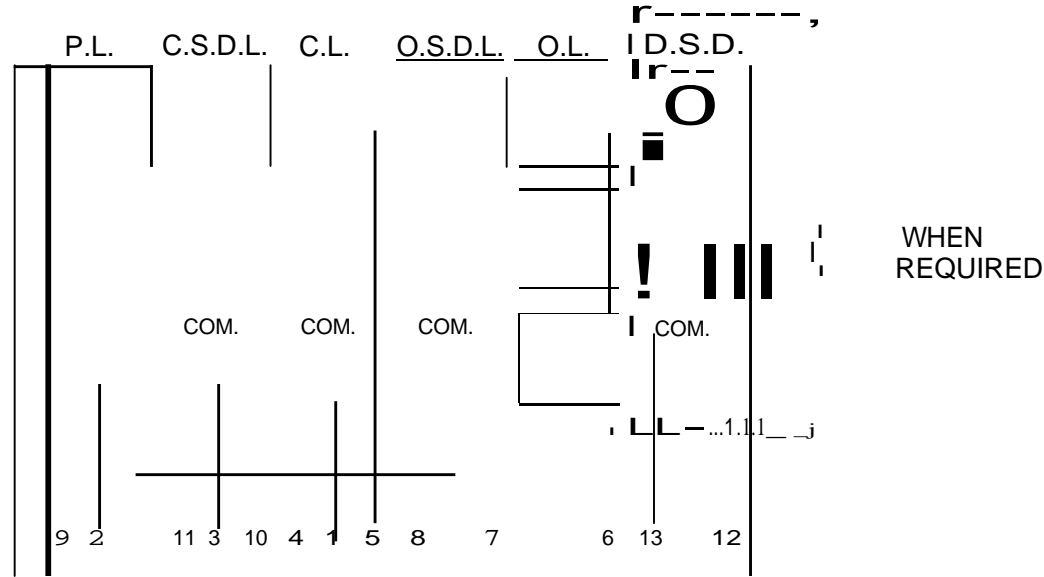 P.L. C.S.D.L. C.L. O.S.D.L. O.L. D.S.D.
WHEN
REQUIRED
COM. COM. COM. COM.
9 2 11 3 10 4 1 5 8 7 6 13 12